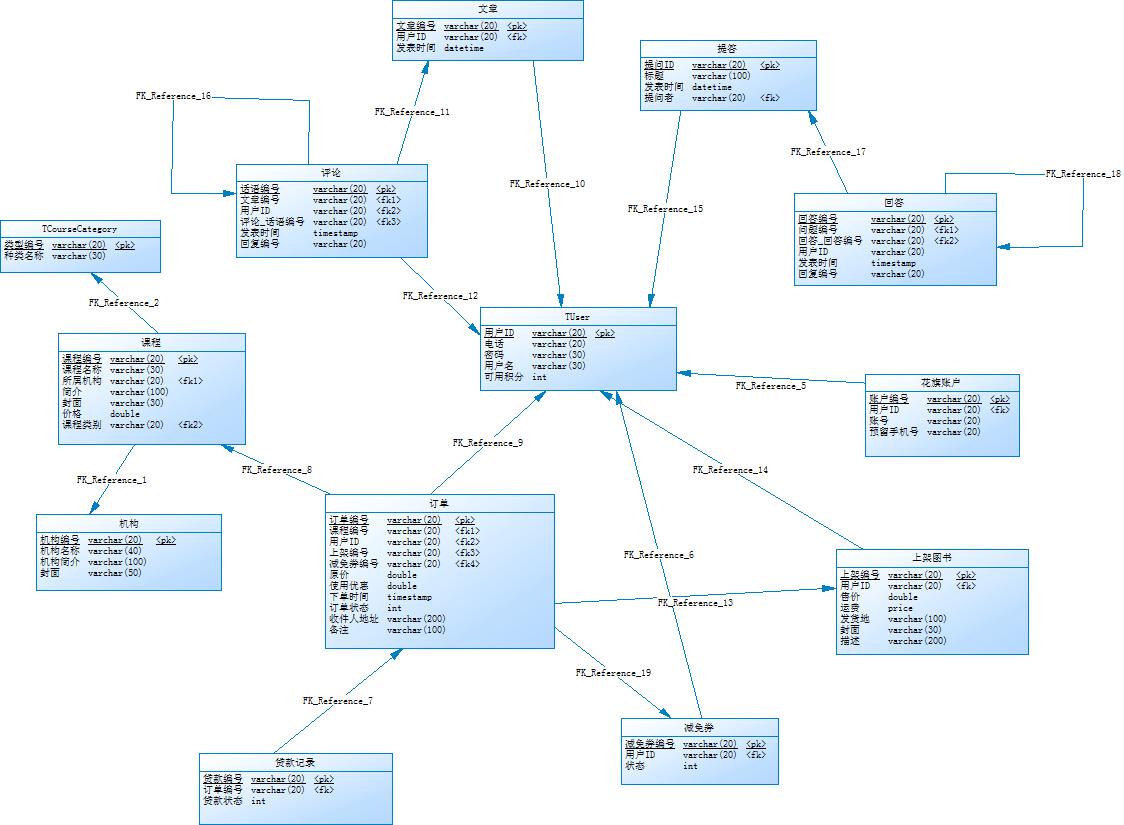 文章
文章编号 varchar(20) <pk>
用户ID varchar(20) <fk>
发表时间 datetime
提答
提问ID varchar(20) <pk>
标题 varchar(100)
发表时间 datetime
提问者 varchar(20) <fk>
FK_Reference_16
FK_Reference_11
FK_Reference_10
FK_Reference_15
FK_Reference_17
FK_Reference_18
评论
话语编号 varchar(20) <pk>
文章编号 varchar(20) <fk1>
用户ID varchar(20) <fk2>
评论_话语编号 varchar(20) <fk3>
发表时间 timestamp
回复编号 varchar(20)
回答
回答编号 varchar(20) <pk>
问题编号 varchar(20) <fk1>
回答_回答编号 varchar(20) <fk2>
用户ID varchar(20)
发表时间 timestamp
回复编号 varchar(20)
TCourseCategory
类型编号 varchar(20) <pk>
种类名称 varchar(30)
FK_Reference_2
FK_Reference_12
TUser
用户ID varchar(20) <pk>
电话 varchar(20)
密码 varchar(30)
用户名 varchar(30)
可用积分 int
课程
课程编号 varchar(20) <pk>
课程名称 varchar(30)
所属机构 varchar(20) <fk1>
简介 varchar(100)
封面 varchar(30)
价格 double
课程类别 varchar(20) <fk2>
FK_Reference_5
花旗账户
账户编号 varchar(20) <pk>
用户ID varchar(20) <fk>
账号 varchar(20)
预留手机号 varchar(20)
FK_Reference_9
FK_Reference_8
FK_Reference_1
FK_Reference_14
机构
机构编号 varchar(20) <pk>
机构名称 varchar(40)
机构简介 varchar(100)
封面 varchar(50)
订单
订单编号 varchar(20) <pk>
课程编号 varchar(20) <fk1>
用户ID varchar(20) <fk2>
上架编号 varchar(20) <fk3>
减免券编号 varchar(20) <fk4>
原价 double
使用优惠 double
下单时间 timestamp
订单状态 int
收件人地址 varchar(200)
备注 varchar(100)
FK_Reference_6
FK_Reference_13
上架图书
上架编号 varchar(20) <pk>
用户ID varchar(20) <fk>
售价 double
运费 price
发货地 varchar(100)
封面 varchar(30)
描述 varchar(200)
FK_Reference_19
FK_Reference_7
减免券
减免券编号 varchar(20) <pk>
用户ID varchar(20) <fk>
状态 int
贷款记录
贷款编号 varchar(20) <pk>
订单编号 varchar(20) <fk>
贷款状态 int